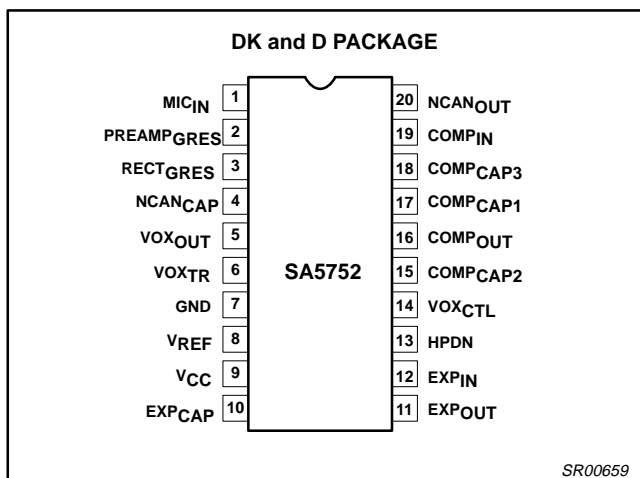 DK and D PACKAGE
MICIN 1
PREAMPGRES 2
RECTGRES 3
NCANCAP 4
VOXOUT 5
VOXTR 6
GND 7
VREF 8
VCC 9
EXPCAP 10
SA5752
20 NCANOUT
19 COMPIN
18 COMPCAP3
17 COMPCAP1
16 COMPOUT
15 COMPCAP2
14 VOXCTL
13 HPDN
12 EXPIN
11 EXPOUT
SR00659